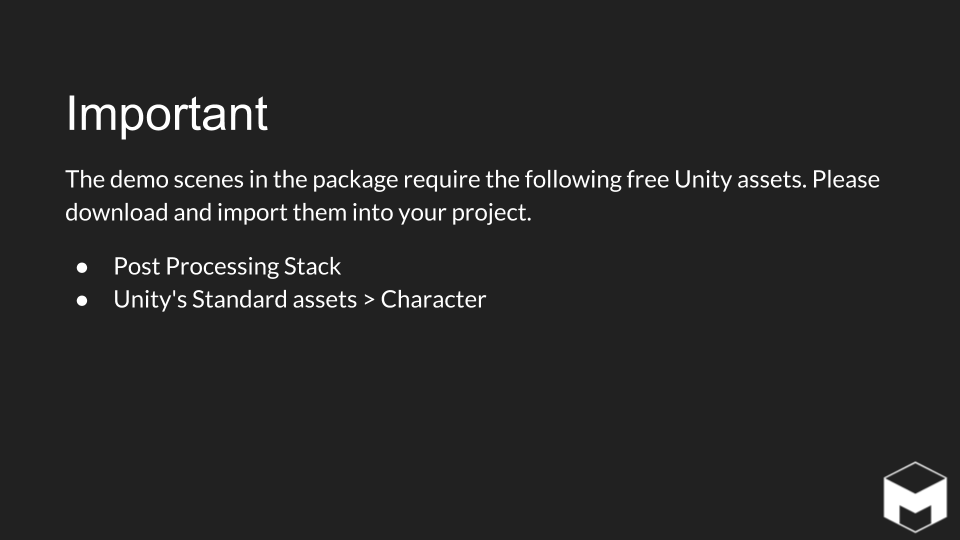 Important
The demo scenes in the package require the following free Unity assets. Please
download and import them into your project.
● Post Processing Stack
● Unity's Standard assets > Character